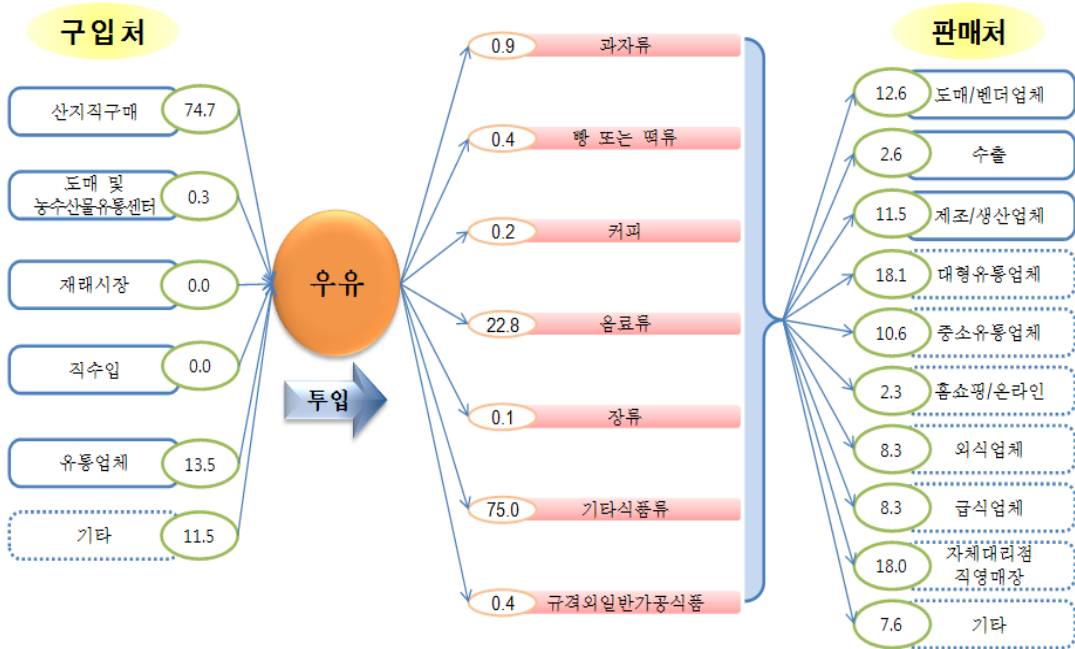 구입처
산지직구매
74.7
도매 및
농수산물유통센터
0.3
재래시장
0.0
직수입
0.0
유통업체
13.5
기타
11.5
우유
투입
0.9
과자류
0.4
빵 또는 떡류
0.2
커피
22.8
음료류
0.1
장류
75.0
기타식품류
0.4
규격외일반가공식품
판매처
12.6
도매/벤더업체
2.6
수출
11.5
제조/생산업체
18.1
대형유통업체
10.6
중소유통업체
2.3
홈쇼핑/온라인
8.3
외식업체
8.3
급식업체
18.0
자체대리점
직영매장
7.6
기타